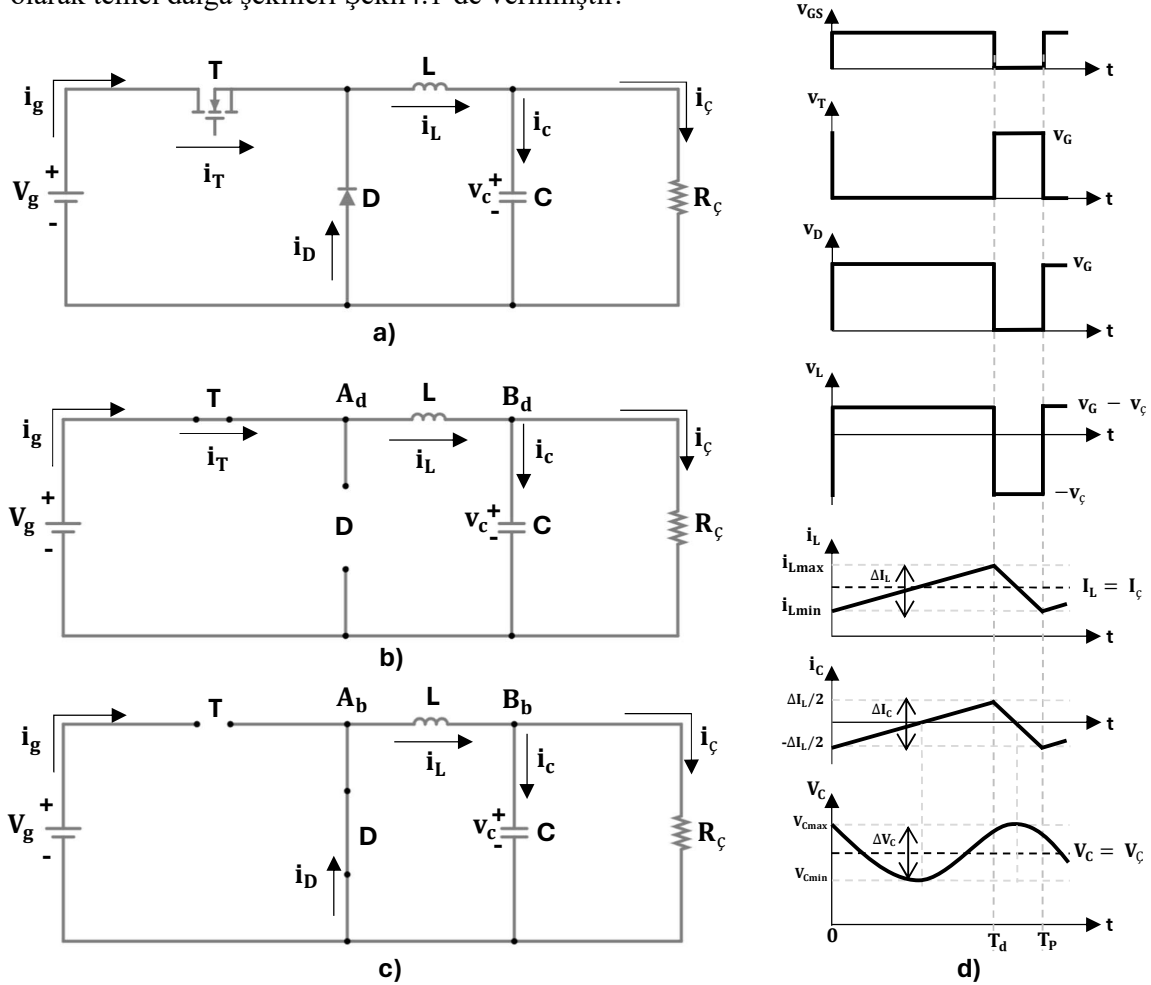 olarak temel dalga şekilleri Şekil 4.1'de verilmiştir.
T
L
i_g
i_T
i_L
i_c
i_ç
V_g
+
-
D
i_D
v_c
+
-
C
R_ç
a)
T
A_d
L
B_d
i_g
i_T
i_L
i_c
i_ç
V_g
+
-
D
v_c
+
-
C
R_ç
b)
T
A_b
L
B_b
i_g
i_L
i_c
i_ç
V_g
+
-
D
i_D
v_c
+
-
C
R_ç
c)
v_GS
t
v_T
v_G
t
v_D
v_G
t
v_L
v_G − v_ç
t
−v_ç
i_L
i_Lmax
ΔI_L
I_L = I_ç
i_Lmin
t
i_C
ΔI_L/2
ΔI_C
t
-ΔI_L/2
V_C
V_Cmax
ΔV_C
V_C = V_Ç
V_Cmin
t
0
T_d
T_P
d)